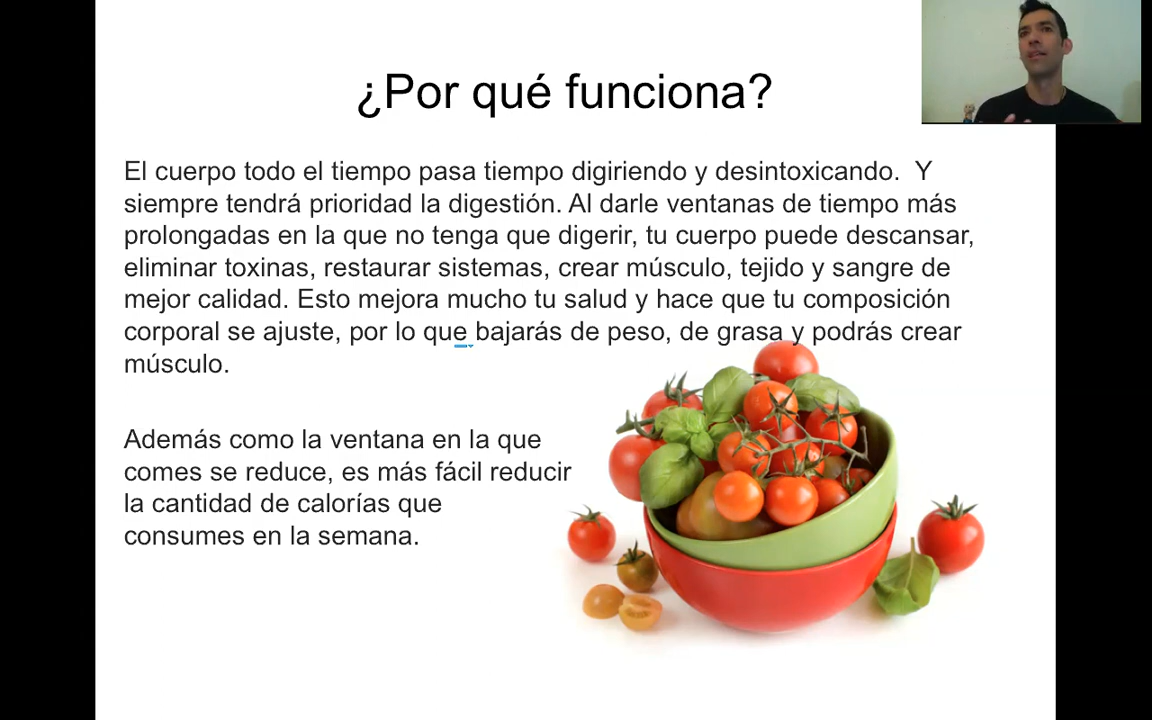 ¿Por qué funciona?
El cuerpo todo el tiempo pasa tiempo digiriendo y desintoxicando.  Y
siempre tendrá prioridad la digestión. Al darle ventanas de tiempo más
prolongadas en la que no tenga que digerir, tu cuerpo puede descansar,
eliminar toxinas, restaurar sistemas, crear músculo, tejido y sangre de
mejor calidad. Esto mejora mucho tu salud y hace que tu composición
corporal se ajuste, por lo que bajarás de peso, de grasa y podrás crear
músculo.
Además como la ventana en la que
comes se reduce, es más fácil reducir
la cantidad de calorías que
consumes en la semana.